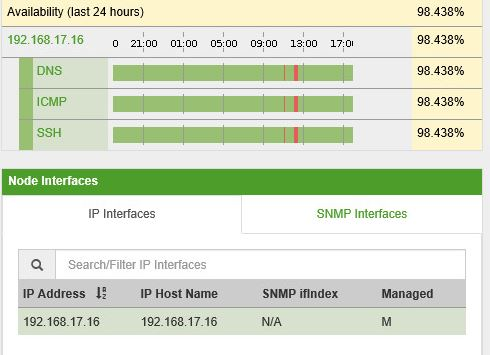 Availability (last 24 hours) 98.438%
192.168.17.16 0 21:00 01:00 05:00 09:00 13:00 17:00 98.438%
DNS 98.438%
ICMP 98.438%
SSH 98.438%
Node Interfaces
IP Interfaces SNMP Interfaces
Search/Filter IP Interfaces
IP Address IP Host Name SNMP ifIndex Managed
192.168.17.16 192.168.17.16 N/A M